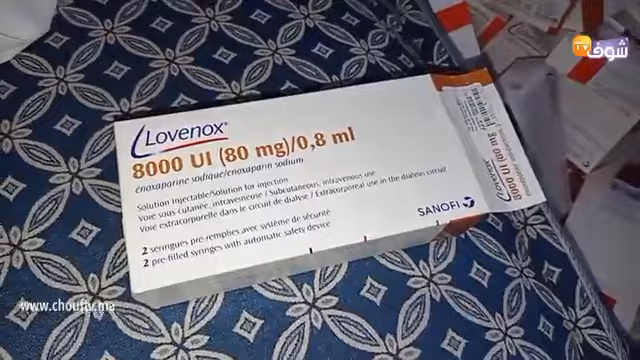 شوف TV
Lovenox®
8000 UI (80 mg)/0,8 ml
énoxaparine sodique/enoxaparin sodium
Solution injectable/Solution for injection
Voie sous cutanée, intraveineuse / Subcutaneous, intravenous use
Voie extracorporelle dans le circuit de dialyse / Extracorporeal use in the dialysis circuit
SANOFI
2 seringues pré-remplies avec système de sécurité
2 pre-filled syringes with automatic safety device
Lovenox
8000 UI (80 mg
www.chouftv.ma